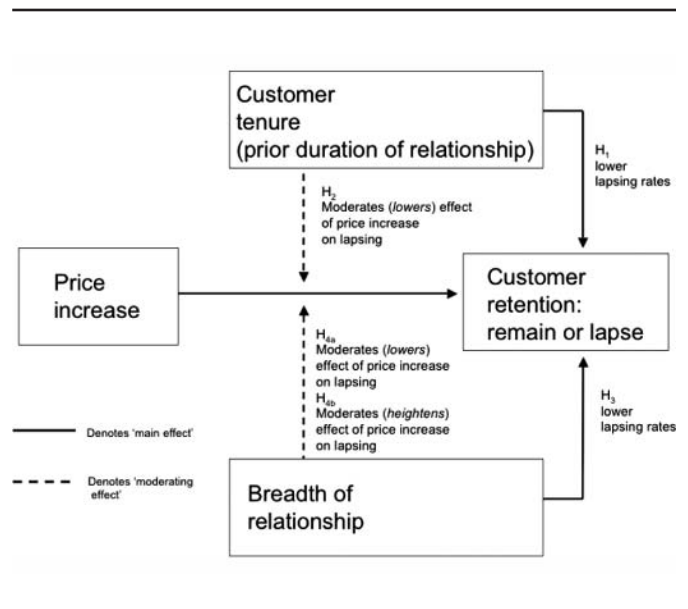 Customer
tenure
(prior duration of relationship)
H₁
lower
lapsing rates
H₂
Moderates (lowers) effect
of price increase
on lapsing
Price
increase
Customer
retention:
remain or lapse
H₄ₐ
Moderates (lowers)
effect of price increase
on lapsing
H₄b
Moderates (heightens)
effect of price increase
on lapsing
H₃
lower
lapsing rates
Denotes 'main effect'
Denotes 'moderating
effect'
Breadth of
relationship